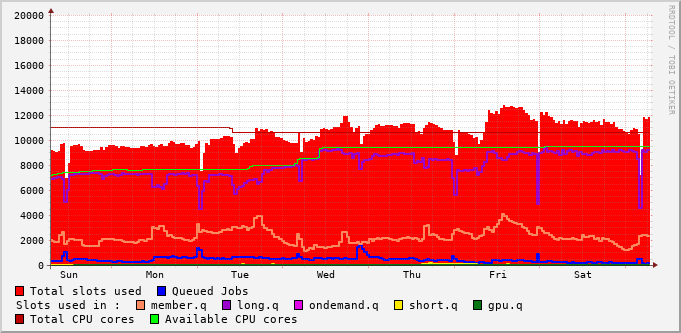 20000
18000
16000
14000
12000
10000
8000
6000
4000
2000
0
Sun Mon Tue Wed Thu Fri Sat
RRDTOOL / TOBI OETIKER
Total slots used Queued Jobs
Slots used in : member.q long.q ondemand.q short.q gpu.q
Total CPU cores Available CPU cores